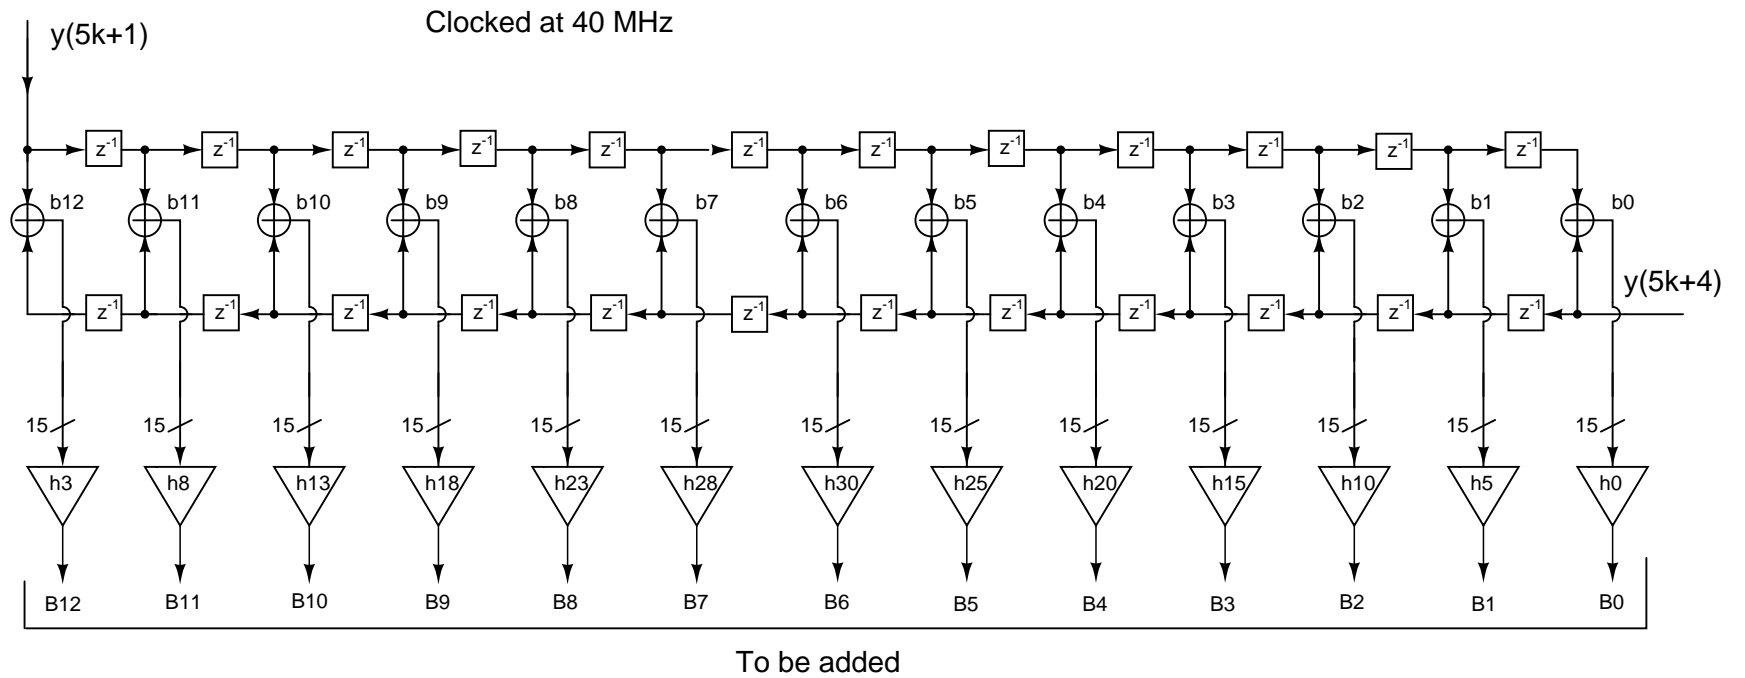 Clocked at 40 MHz
y(5k+1)
z-1 z-1 z-1 z-1 z-1 z-1 z-1 z-1 z-1 z-1 z-1 z-1
b12 b11 b10 b9 b8 b7 b6 b5 b4 b3 b2 b1 b0
y(5k+4)
z-1 z-1 z-1 z-1 z-1 z-1 z-1 z-1 z-1 z-1 z-1 z-1
15 15 15 15 15 15 15 15 15 15 15 15 15
h3 h8 h13 h18 h23 h28 h30 h25 h20 h15 h10 h5 h0
B12 B11 B10 B9 B8 B7 B6 B5 B4 B3 B2 B1 B0
To be added